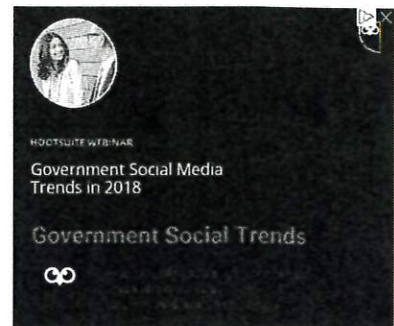 HOOTSUITE WEBINAR
Government Social Media
Trends in 2018
Government Social Trends